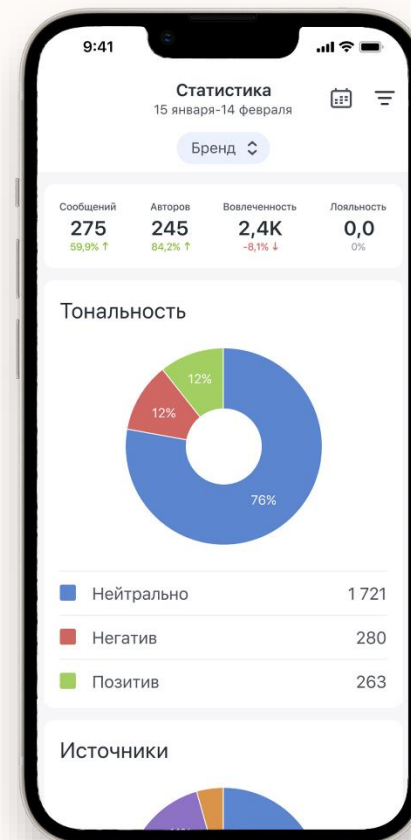 9:41
Статистика
15 января-14 февраля
Бренд
Сообщений Авторов Вовлеченность Лояльность
275 245 2,4K 0,0
59,9% ↑ 84,2% ↑ -8,1% ↓ 0%
Тональность
12%
12%
76%
Нейтрально 1 721
Негатив 280
Позитив 263
Источники